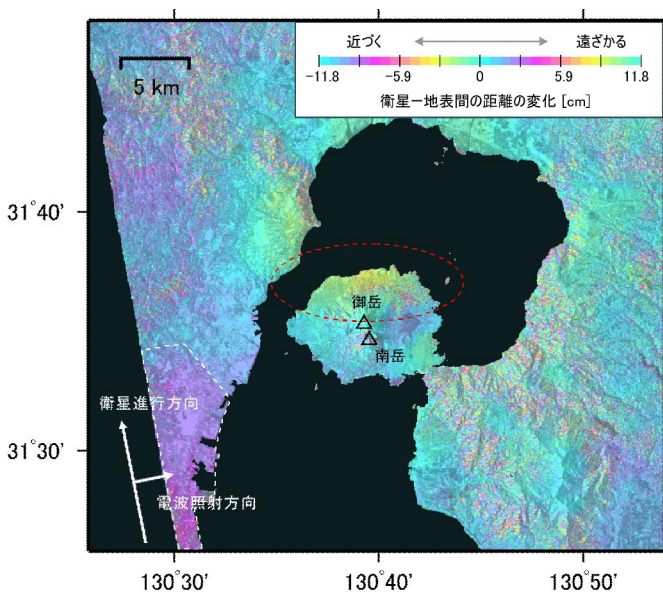 近づく 遠ざかる
-11.8 -5.9 0 5.9 11.8
衛星－地表間の距離の変化 [cm]
5 km
31°40'
御岳
南岳
衛星進行方向
31°30'
電波照射方向
130°30' 130°40' 130°50'